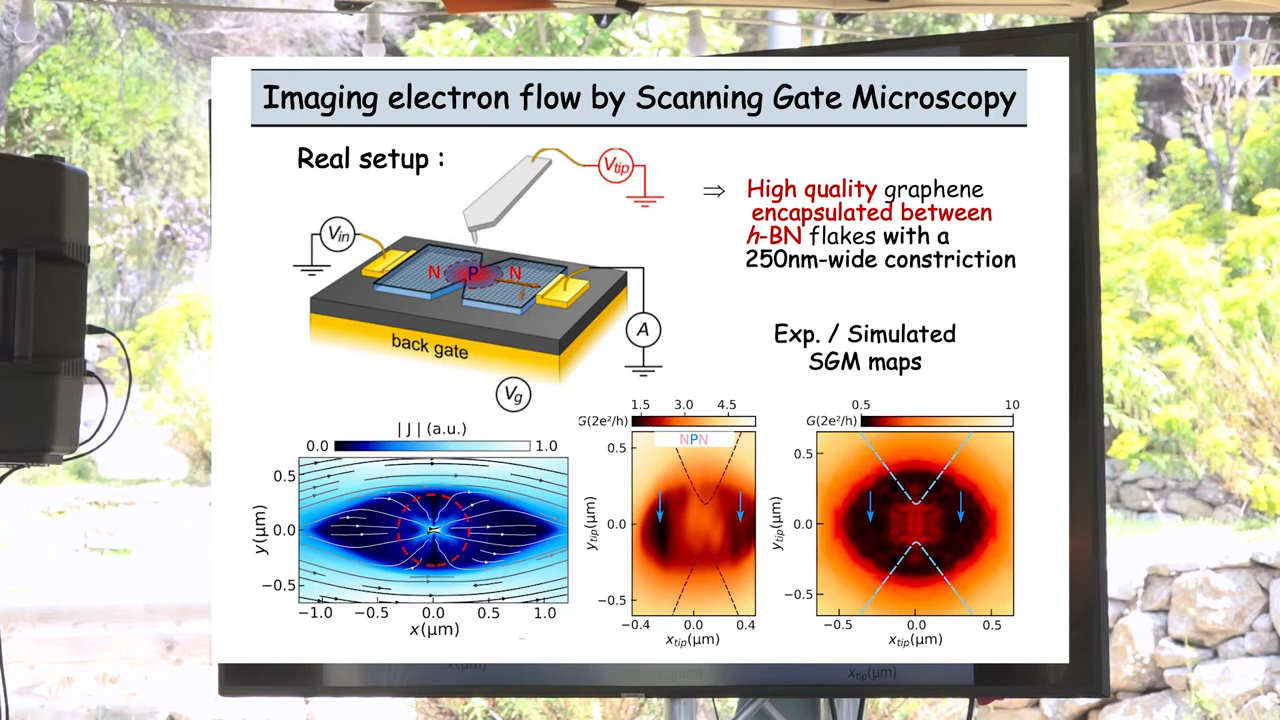 Imaging electron flow by Scanning Gate Microscopy
Real setup :
Vtip
Vin
N P N
A
back gate
Vg
⇒ High quality graphene
encapsulated between
h-BN flakes with a
250nm-wide constriction
Exp. / Simulated
SGM maps
| J | (a.u.)
0.0 1.0
0.5
0.0
−0.5
y(μm)
−1.0 −0.5 0.0 0.5 1.0
x(μm)
1.5 3.0 4.5
G(2e²/h)
NPN
0.5
0.0
−0.5
ytip(μm)
−0.4 0.0 0.4
xtip(μm)
0.5 10
G(2e²/h)
0.5
0.0
−0.5
ytip(μm)
−0.5 0.0 0.5
xtip(μm)